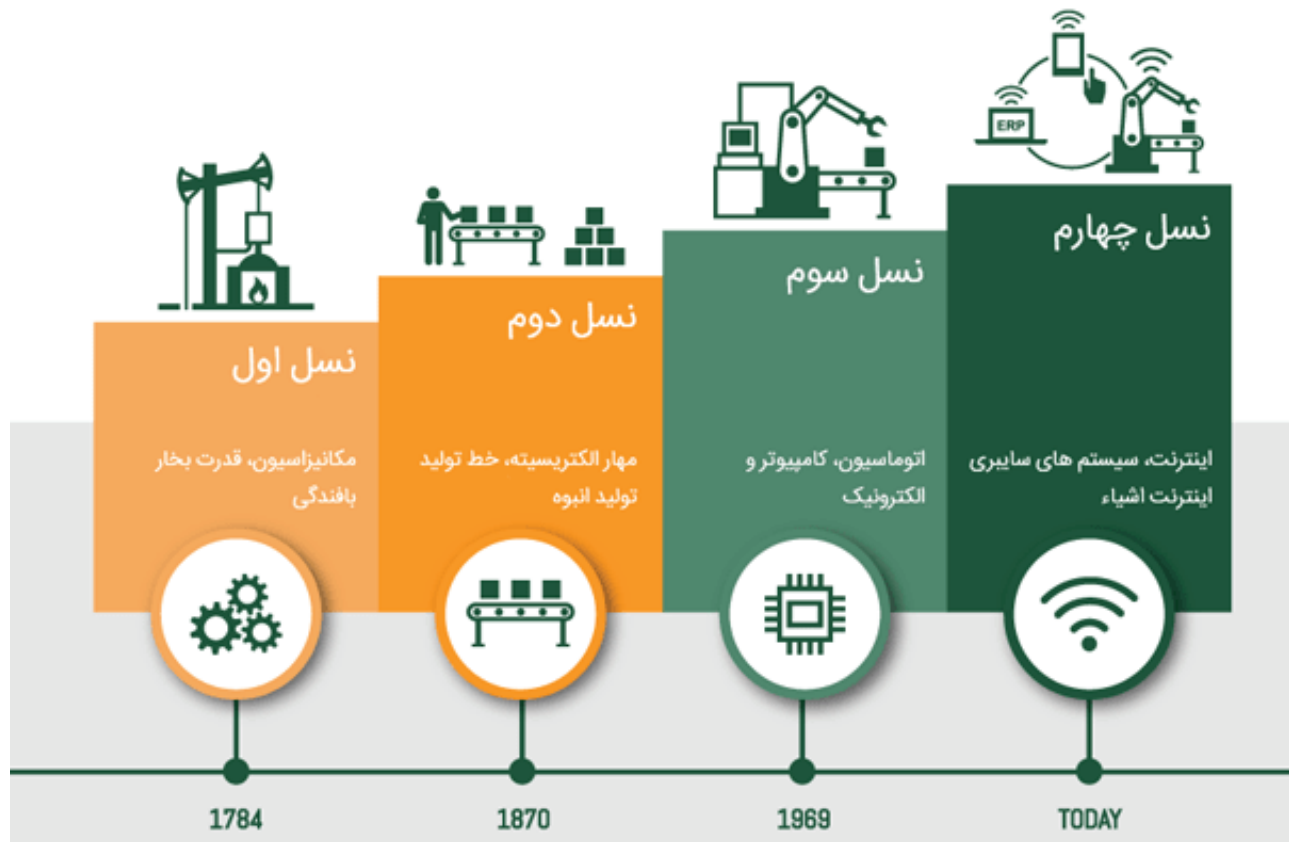 ERP
نسل اول
مکانیزاسیون، قدرت بخار
بافندگی
1784
نسل دوم
مهار الکتریسیته، خط تولید
تولید انبوه
1870
نسل سوم
اتوماسیون، کامپیوتر و
الکترونیک
1969
نسل چهارم
اینترنت، سیستم های سایبری
اینترنت اشیاء
TODAY